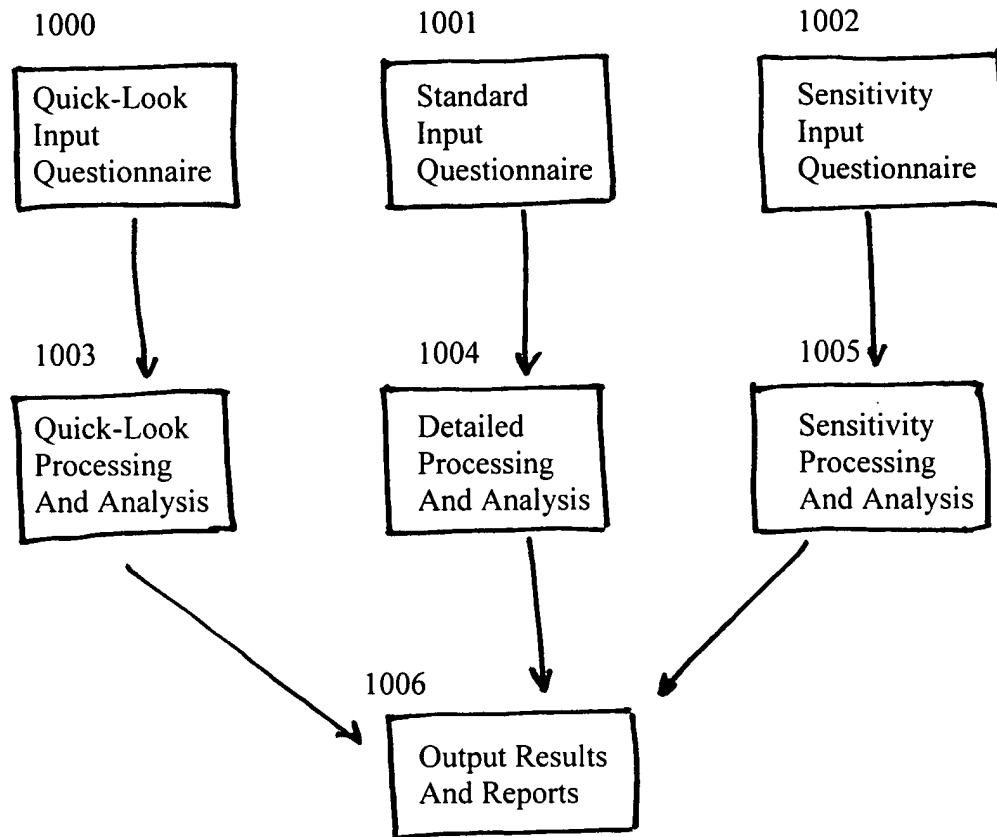 1000
1001
1002
Quick-Look
Input
Questionnaire
Standard
Input
Questionnaire
Sensitivity
Input
Questionnaire
1003
1004
1005
Quick-Look
Processing
And Analysis
Detailed
Processing
And Analysis
Sensitivity
Processing
And Analysis
1006
Output Results
And Reports